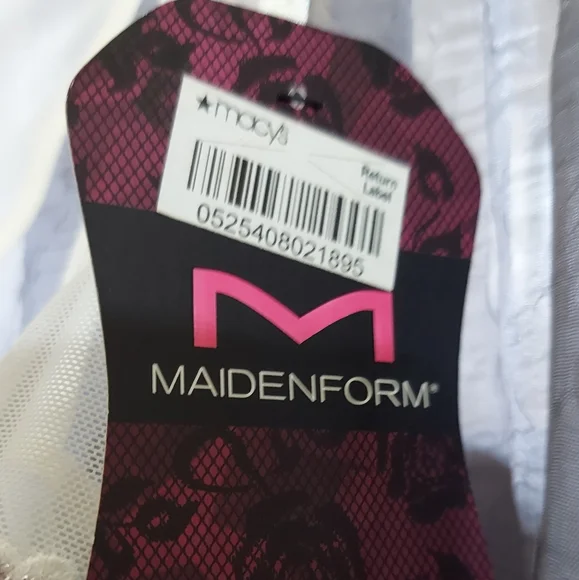 ★macy's
Return
Label
0525408021895
M
MAIDENFORM®